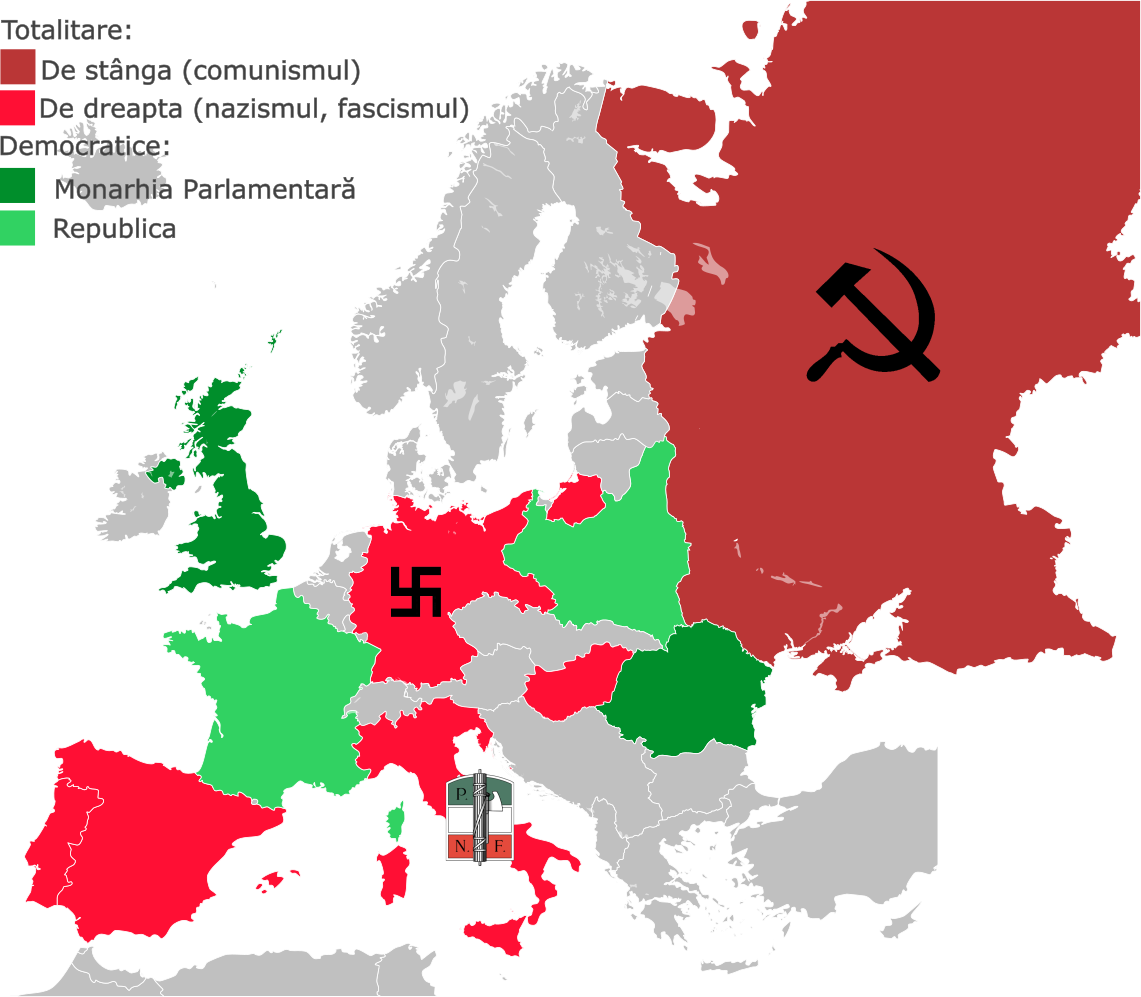 Totalitare:
De stânga (comunismul)
De dreapta (nazismul, fascismul)
Democratice:
Monarhia Parlamentară
Republica
P.
N. F.